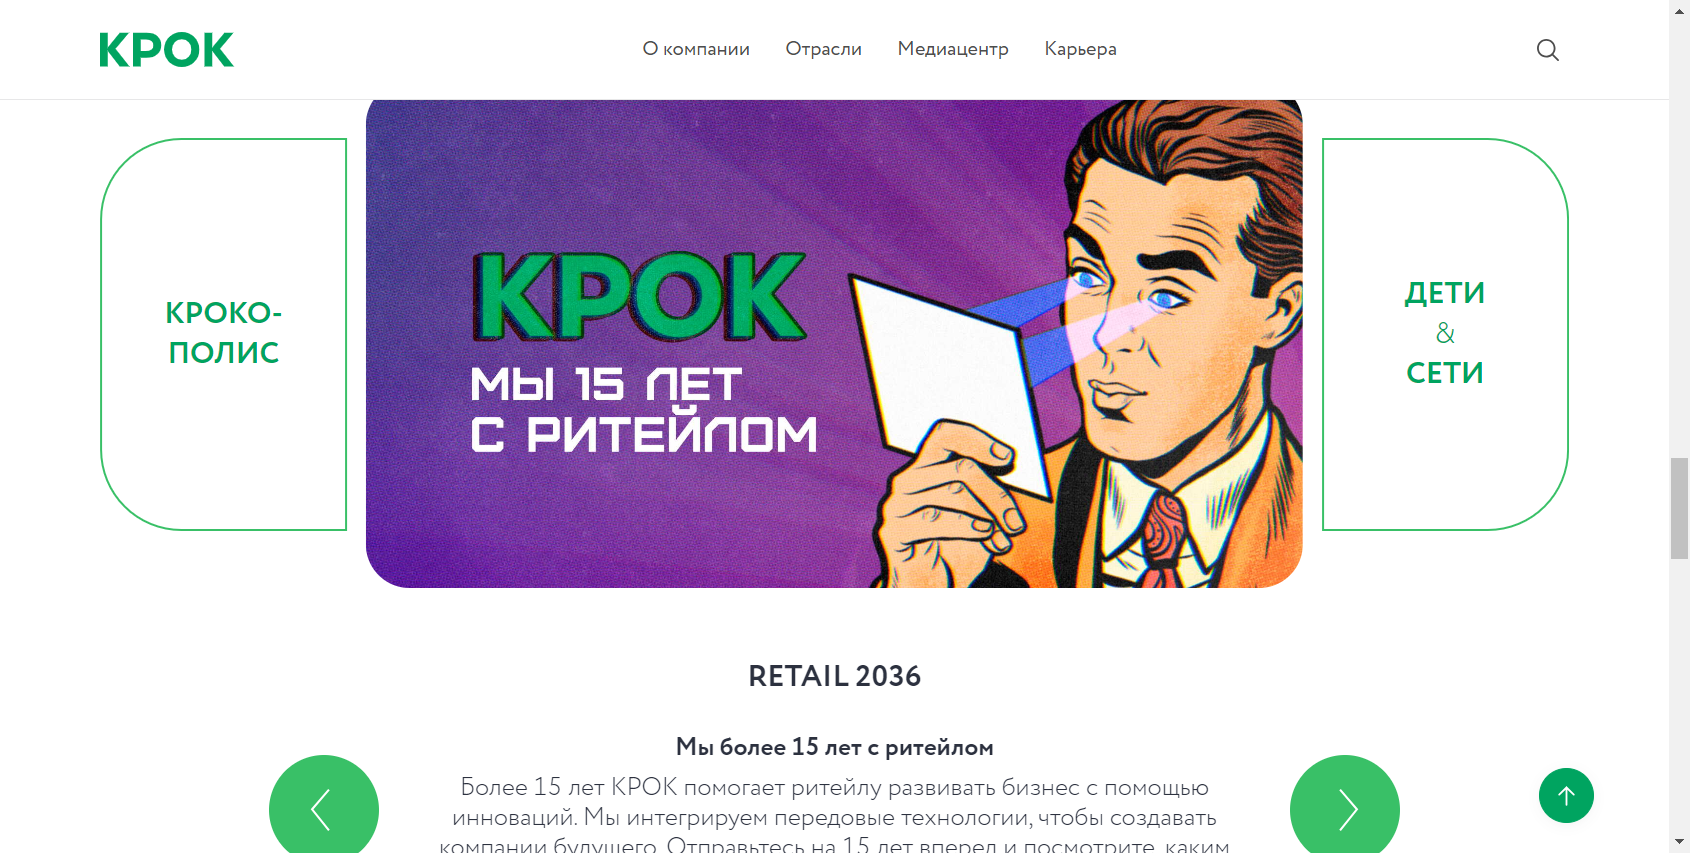 КРОК
О компании Отрасли Медиацентр Карьера
КРОКО-
ПОЛИС
КРОК
МЫ 15 ЛЕТ
С РИТЕЙЛОМ
ДЕТИ
&
СЕТИ
RETAIL 2036
Мы более 15 лет с ритейлом
Более 15 лет КРОК помогает ритейлу развивать бизнес с помощью
инноваций. Мы интегрируем передовые технологии, чтобы создавать
компании будущего. Отправьтесь на 15 лет вперед и посмотрите, каким